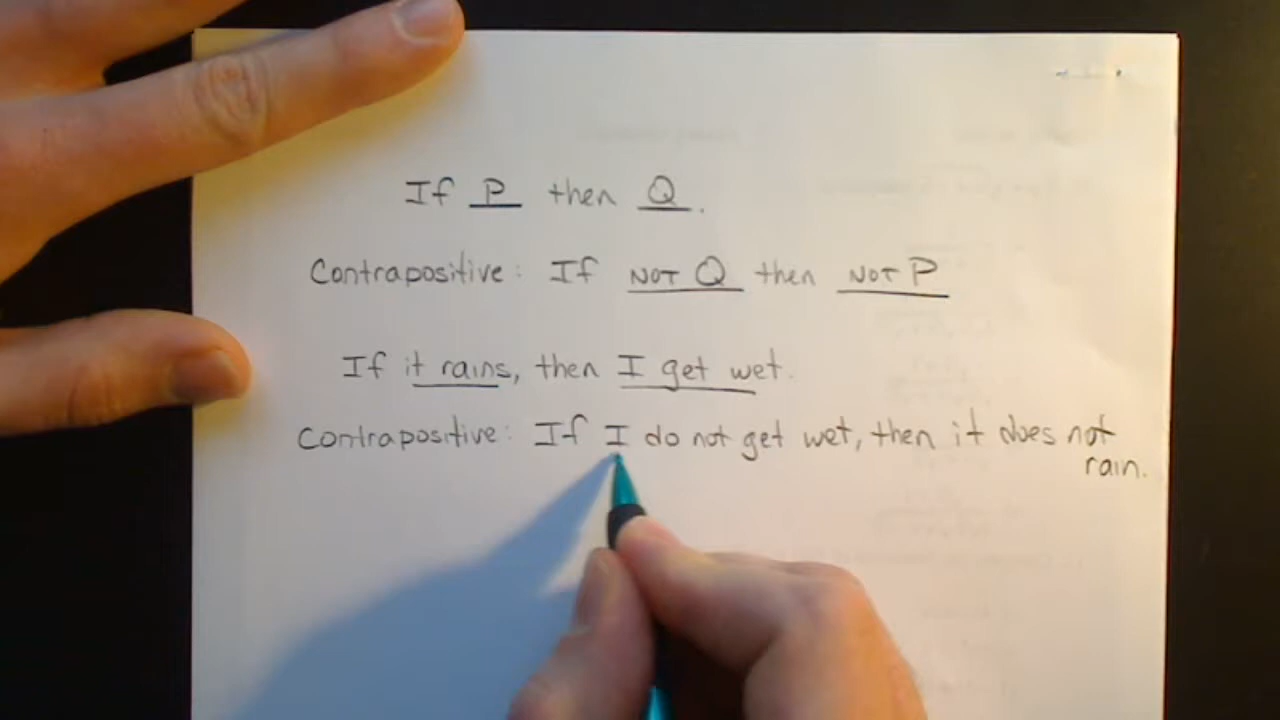 If P then Q.
Contrapositive: If NOT Q then NOT P
If it rains, then I get wet.
Contrapositive: If I do not get wet, then it does not
rain.